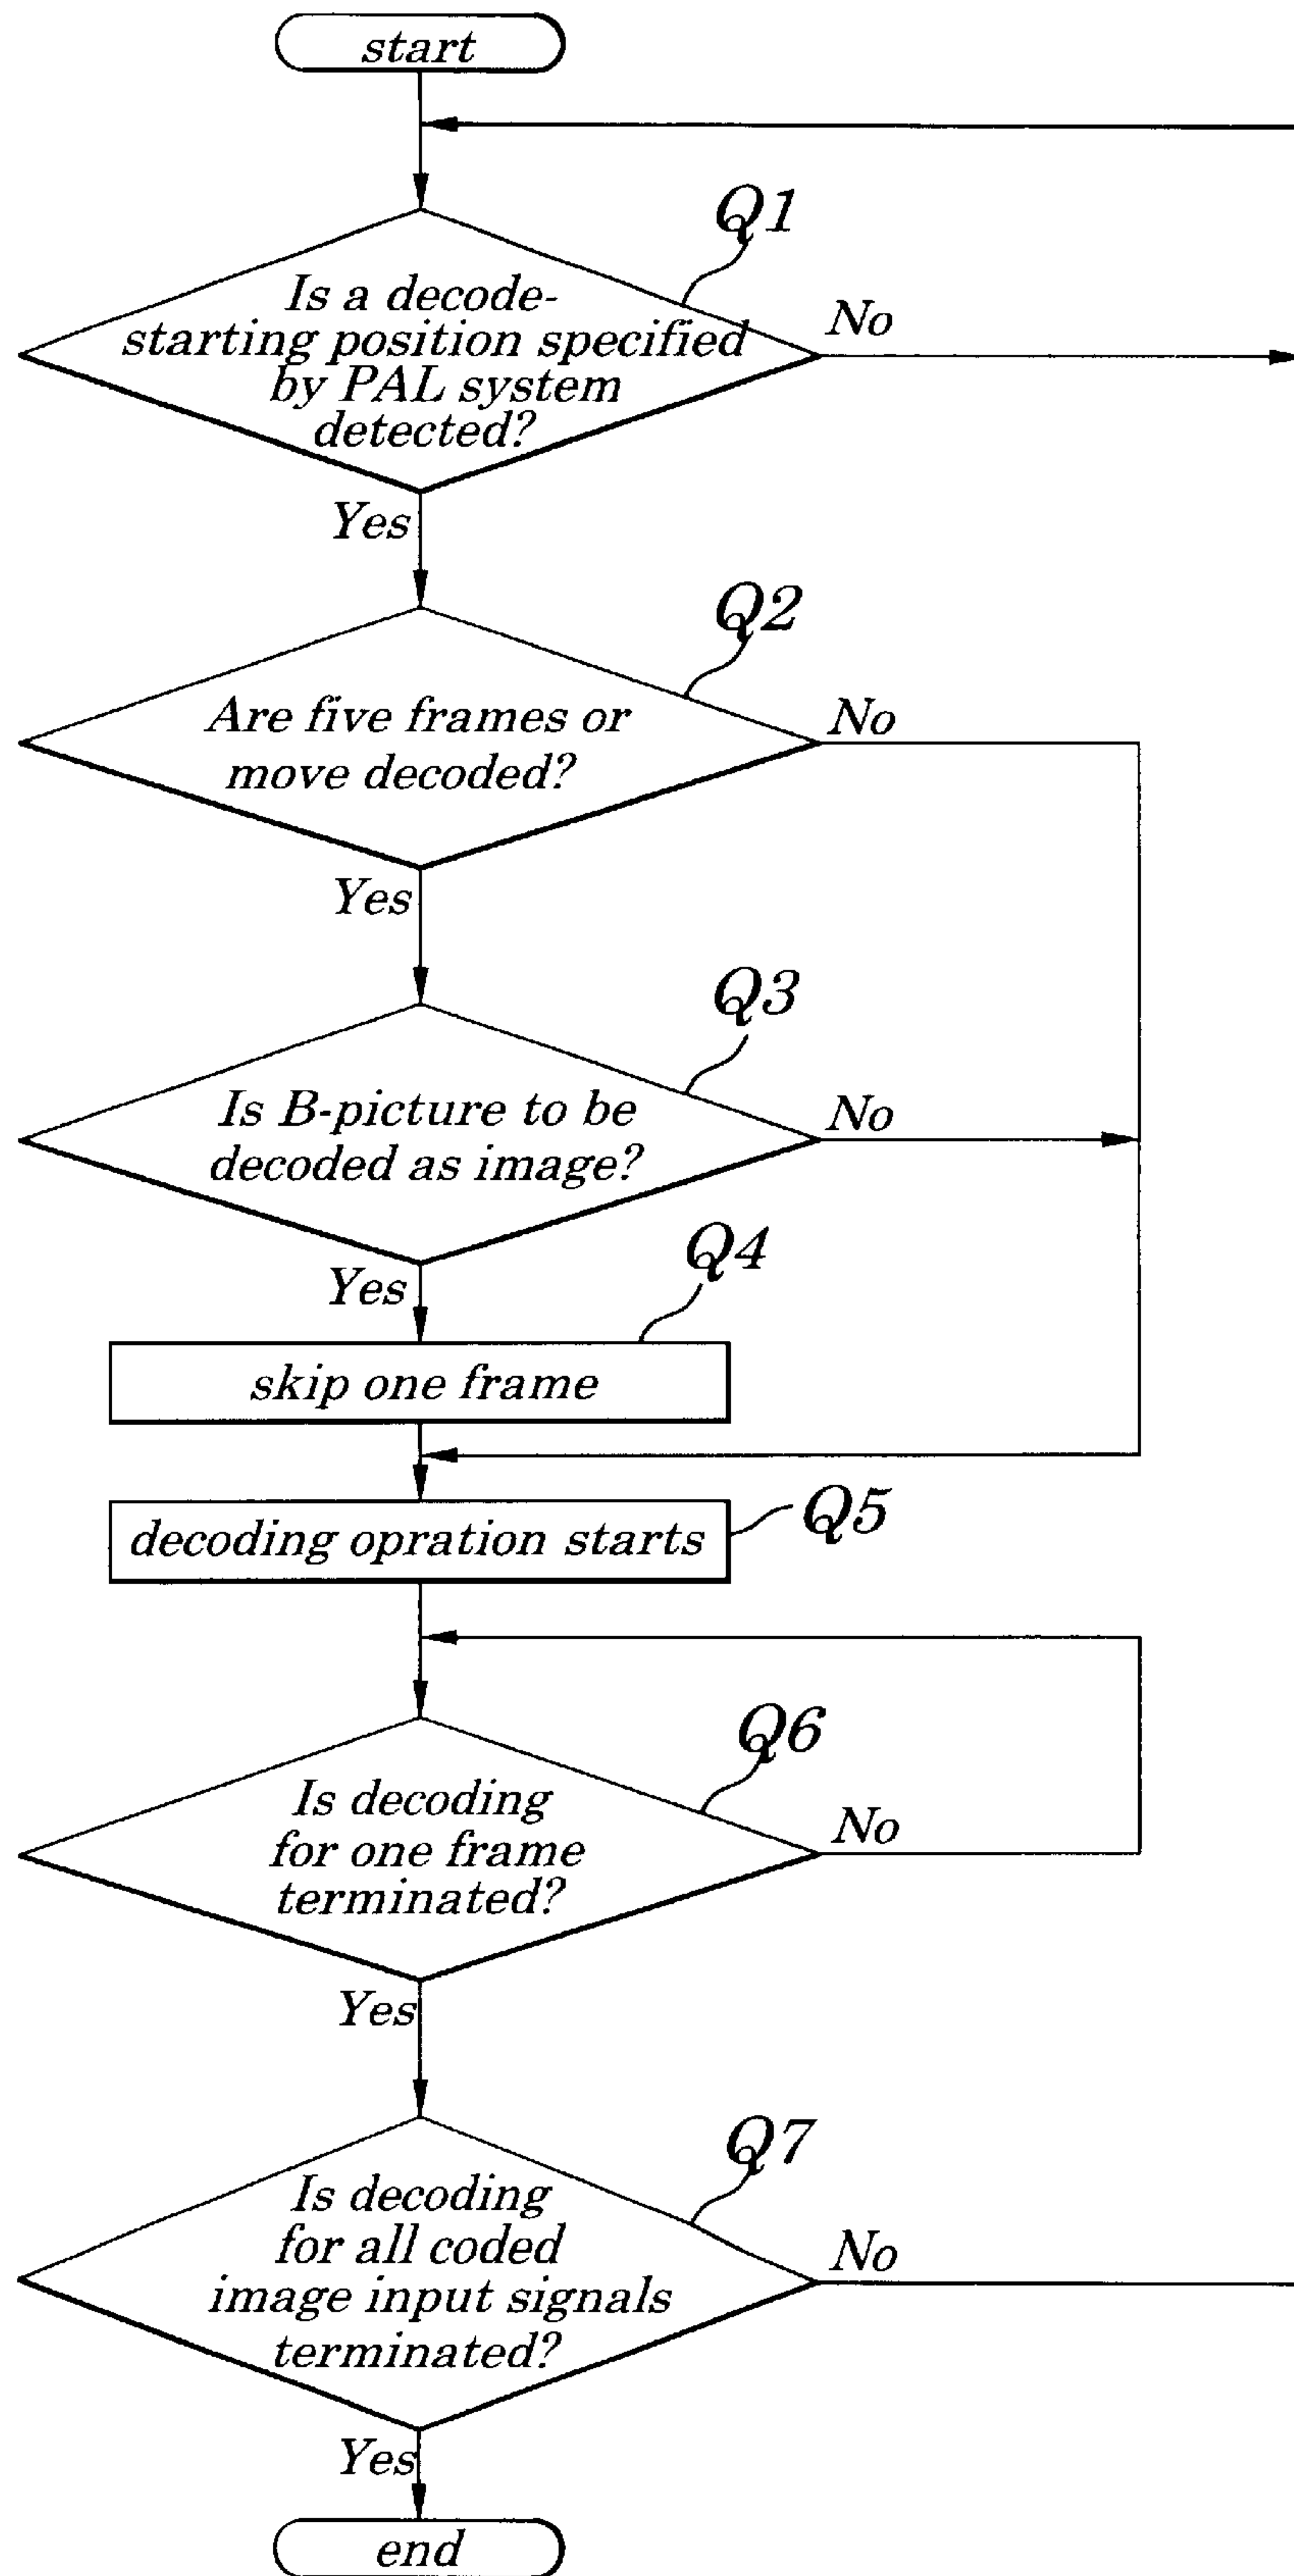 start
Q1
Is a decode-
starting position specified
by PAL system
detected?
No
Yes
Q2
Are five frames or
move decoded?
No
Yes
Q3
Is B-picture to be
decoded as image?
No
Yes
Q4
skip one frame
decoding opration starts
Q5
Q6
Is decoding
for one frame
terminated?
No
Yes
Q7
Is decoding
for all coded
image input signals
terminated?
No
Yes
end